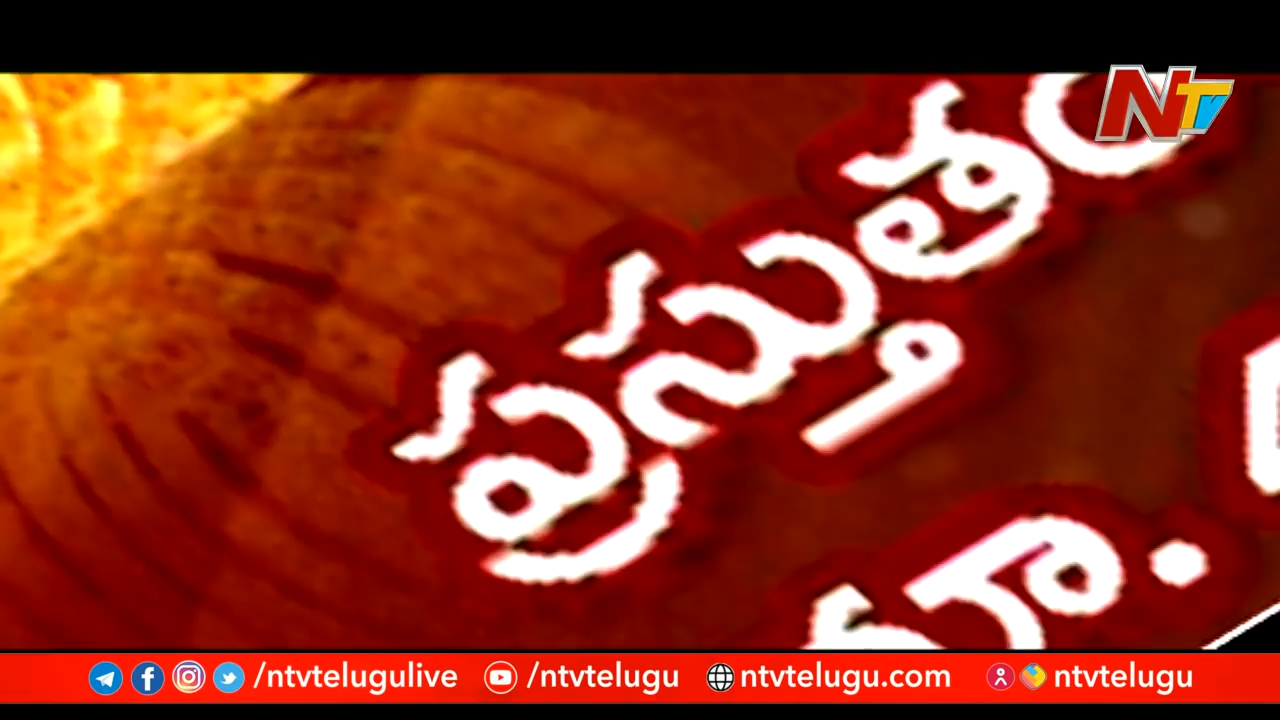 NTV
ప్రస్తుతం
/ntvtelugulive /ntvtelugu ntvtelugu.com ntvtelugu